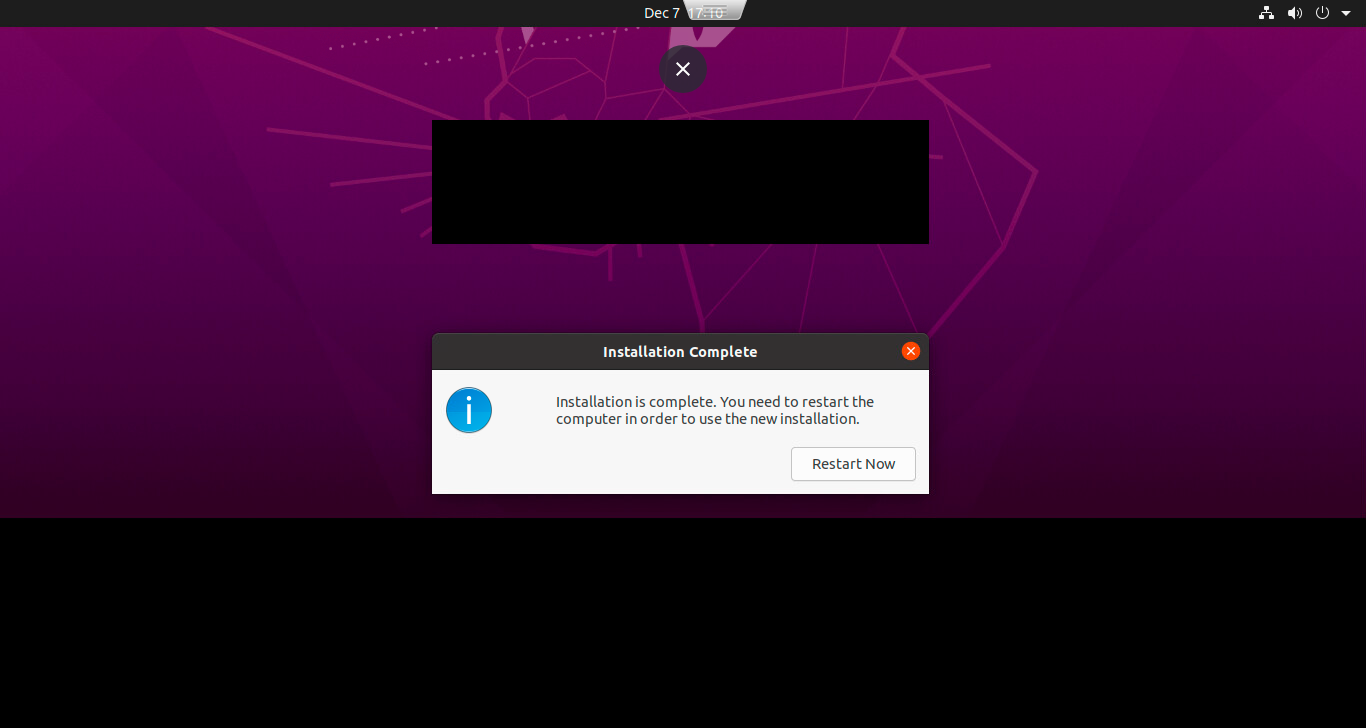 Dec 7 17:10
Installation Complete
Installation is complete. You need to restart the
computer in order to use the new installation.
Restart Now